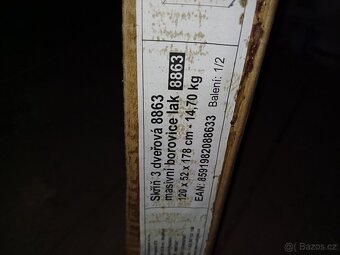 Skříň 3 dveřová 8863
masivní borovice lak 8863
120 x 52 x 178 cm - 14,70 kg
EAN: 8591982088633
Balení: 1/2
© Bazos.cz